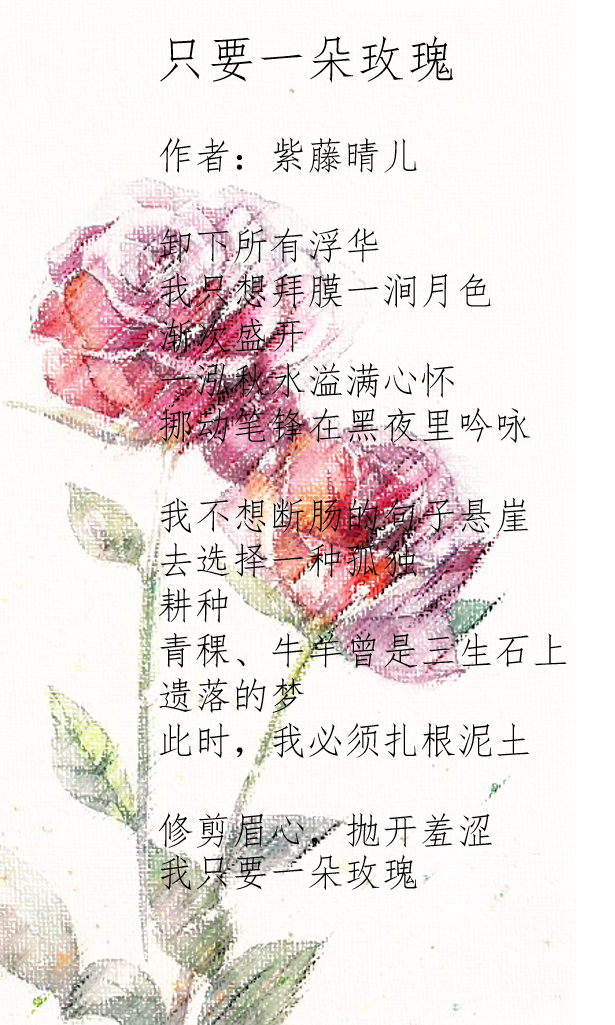 只要一朵玫瑰
作者：紫藤晴儿
卸下所有浮华
我只想拜膜一涧月色
渐次盛开
一泓秋水溢满心怀
挪动笔锋在黑夜里吟咏
我不想断肠的句子悬崖
去选择一种孤独
耕种
青稞、牛羊曾是三生石上
遗落的梦
此时，我必须扎根泥土
修剪眉心，抛开羞涩
我只要一朵玫瑰